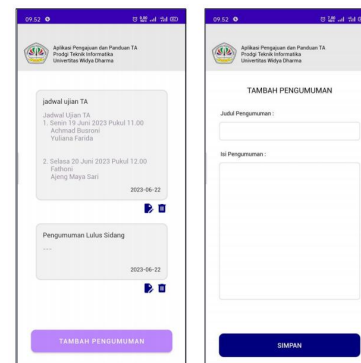 09.52
Aplikasi Pengajuan dan Panduan TA
Prodgi Teknik Informatika
Universitas Widya Dharma
jadwal ujian TA
Jadwal Ujian TA
1. Senin 19 Juni 2023 Pukul 11.00
Achmad Busroni
Yuliana Farida
2. Selasa 20 Juni 2023 Pukul 12.00
Fathoni
Ajeng Maya Sari
2023-06-22
Pengumuman Lulus Sidang
---
2023-06-22
TAMBAH PENGUMUMAN
09.52
Aplikasi Pengajuan dan Panduan TA
Prodgi Teknik Informatika
Universitas Widya Dharma
TAMBAH PENGUMUMAN
Judul Pengumuman :
Isi Pengumuman :
SIMPAN